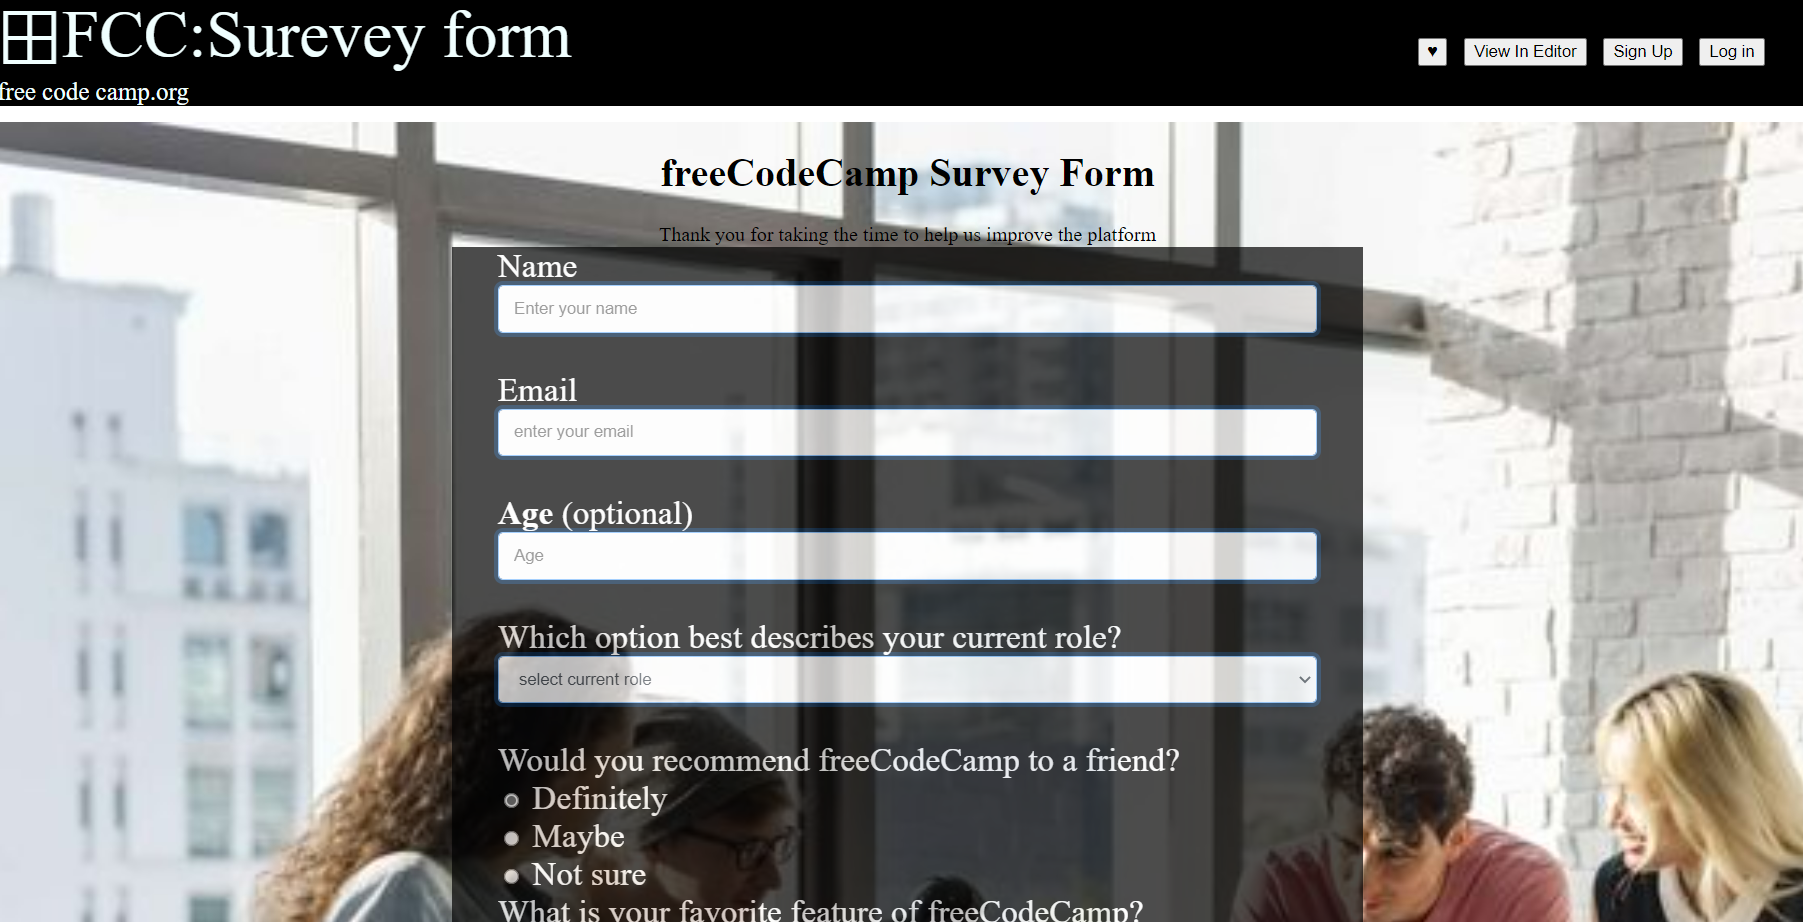 FCC:Surevey form
free code camp.org
♥ View In Editor Sign Up Log in
freeCodeCamp Survey Form
Thank you for taking the time to help us improve the platform
Name
Enter your name
Email
enter your email
Age (optional)
Age
Which option best describes your current role?
select current role
Would you recommend freeCodeCamp to a friend?
Definitely
Maybe
Not sure
What is your favorite feature of freeCodeCamp?